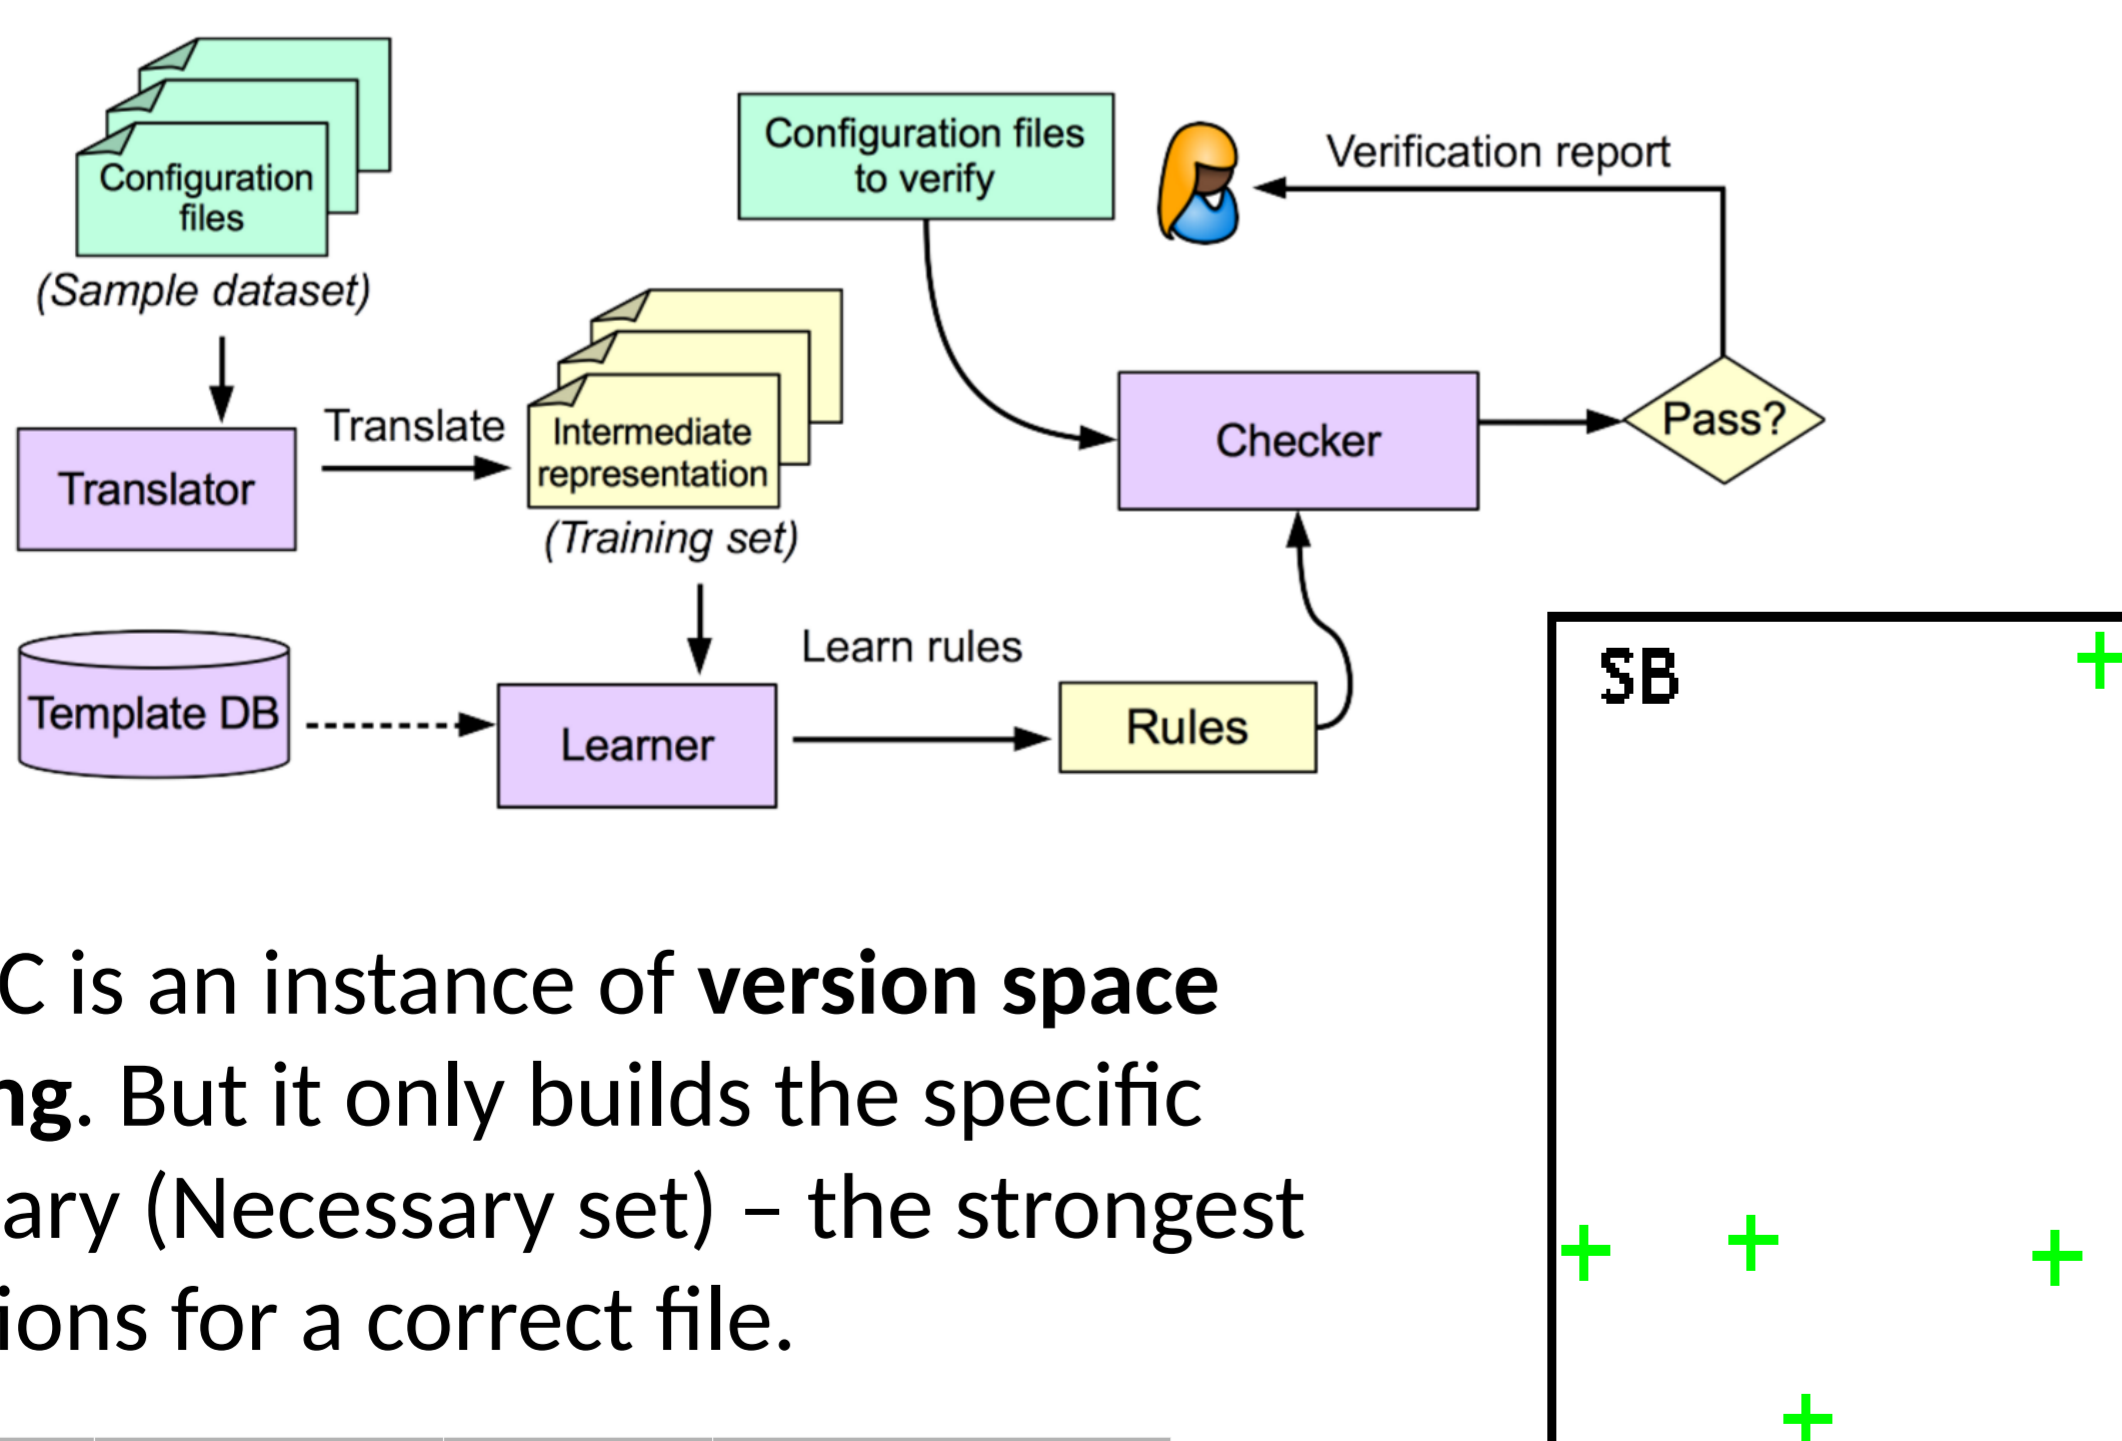 Configuration
files
(Sample dataset)
Configuration files
to verify
Verification report
Translate
Translator
Intermediate
representation
(Training set)
Checker
Pass?
Template DB
Learner
Learn rules
Rules
SB
C is an instance of version space
ng. But it only builds the specific
ary (Necessary set) – the strongest
ions for a correct file.